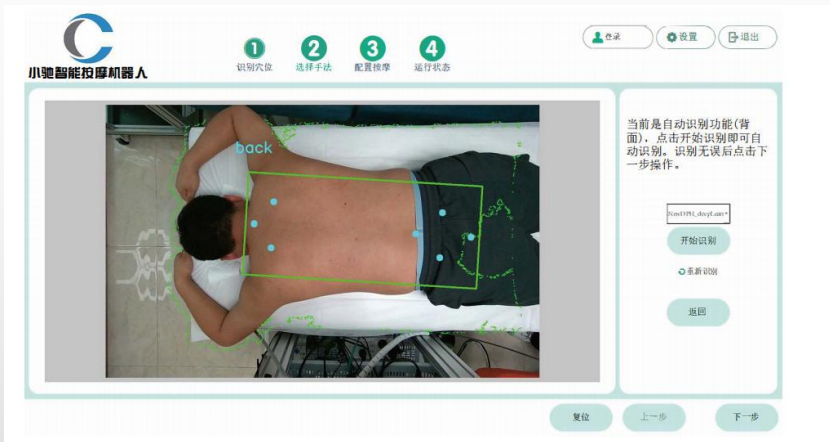 小驰智能按摩机器人
1 2 3 4
识别穴位 选择手法 配置按摩 运行状态
登录 设置 退出
back
当前是自动识别功能(背
面)，点击开始识别即可自
动识别。识别无误后点击下
一步操作。
开始识别
重新识别
返回
复位 上一步 下一步